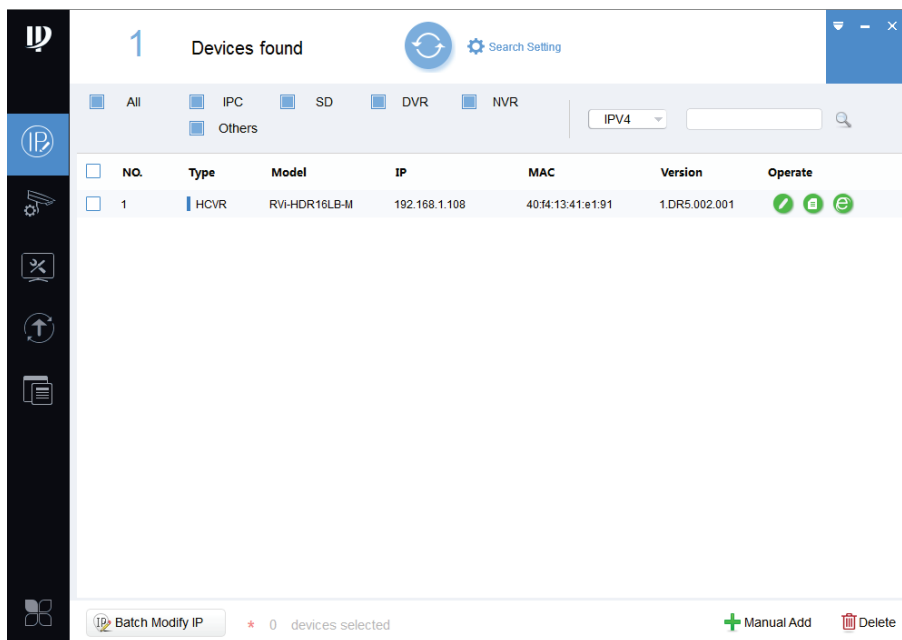 1 Devices found Search Setting
All IPC SD DVR NVR
Others
IPV4
NO. Type Model IP MAC Version Operate
1 HCVR RVi-HDR16LB-M 192.168.1.108 40:f4:13:41:e1:91 1.DR5.002.001
Batch Modify IP * 0 devices selected Manual Add Delete